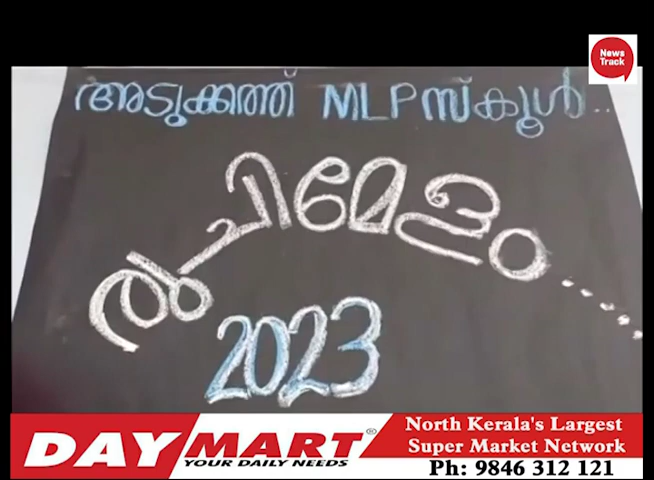 News
Track
അടുക്കത്ത് MLP സ്കൂൾ...
രുചിമേളം
2023
DAYMART®
YOUR DAILY NEEDS
North Kerala's Largest
Super Market Network
Ph: 9846 312 121